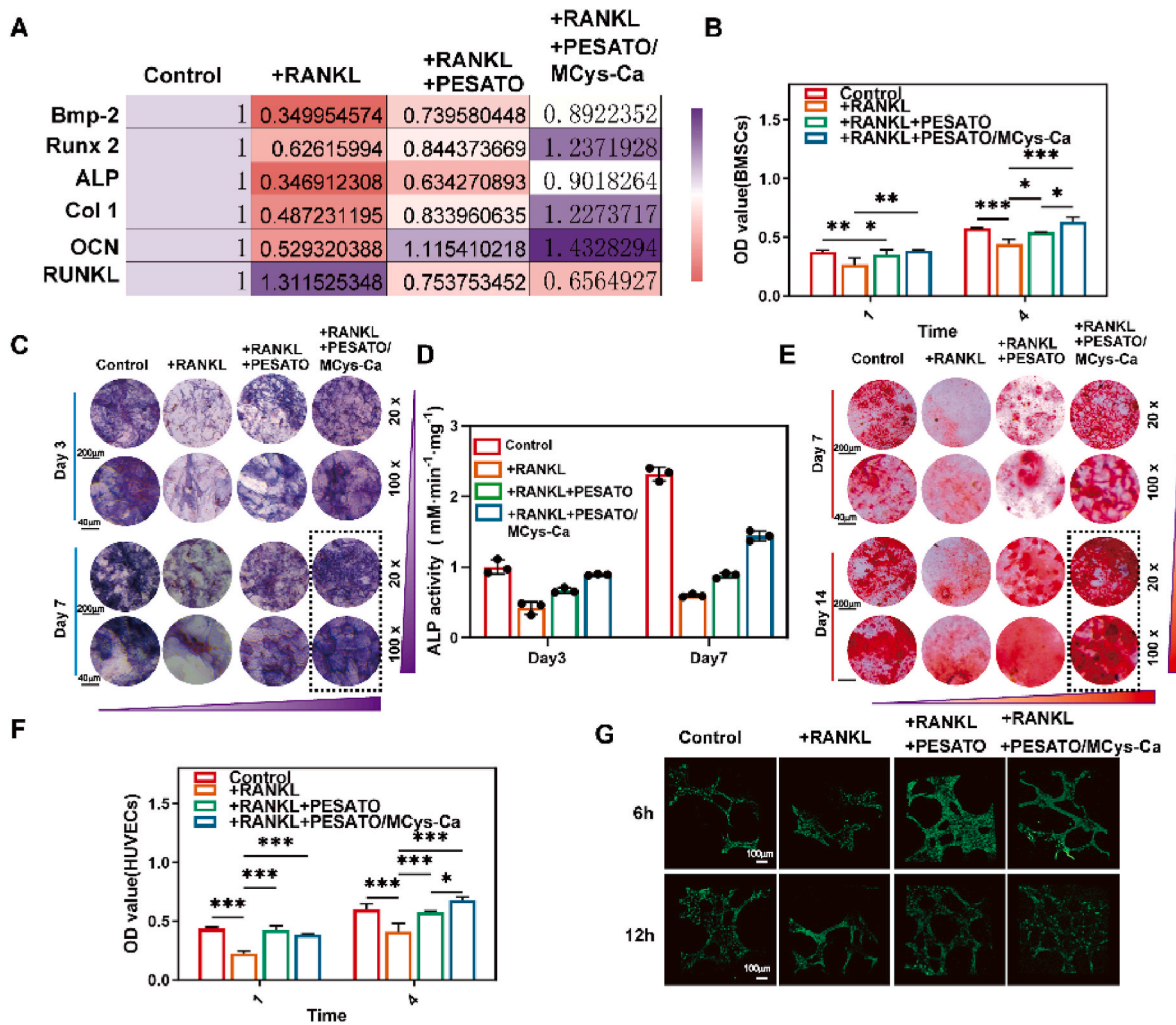 A
Control
+RANKL
+RANKL
+PESATO
+RANKL
+PESATO/
MCys-Ca
Bmp-2 1 0.349954574 0.739580448 0.8922352
Runx 2 1 0.62615994 0.844373669 1.2371928
ALP 1 0.346912308 0.634270893 0.9018264
Col 1 1 0.487231195 0.833960635 1.2273717
OCN 1 0.529320388 1.115410218 1.4328294
RUNKL 1 1.311525348 0.753753452 0.6564927
B
OD value(BMSCs)
1.5
1.0
0.5
0.0
Control
+RANKL
+RANKL+PESATO
+RANKL+PESATO/MCys-Ca
** * ** *** * * ***
1 4
Time
C
Control
+RANKL
+RANKL
+PESATO
+RANKL
+PESATO/
MCys-Ca
Day 3
200μm
20 x
40μm
100 x
Day 7
200μm
20 x
40μm
100 x
D
ALP activity ( mM·min-1·mg-1)
3
2
1
0
Control
+RANKL
+RANKL+PESATO
+RANKL+PESATO/
MCys-Ca
Day3 Day7
E
Control
+RANKL
+RANKL
+PESATO
+RANKL
+PESATO/
MCys-Ca
Day 7
200μm
20 x
40μm
100 x
Day 14
200μm
20 x
100 x
F
OD value(HUVECs)
1.5
1.0
0.5
0.0
Control
+RANKL
+RANKL+PESATO
+RANKL+PESATO/MCys-Ca
*** *** *** *** *** * ***
1 4
Time
G
Control
+RANKL
+RANKL
+PESATO
+RANKL
+PESATO/MCys-Ca
6h
100μm
12h
100μm